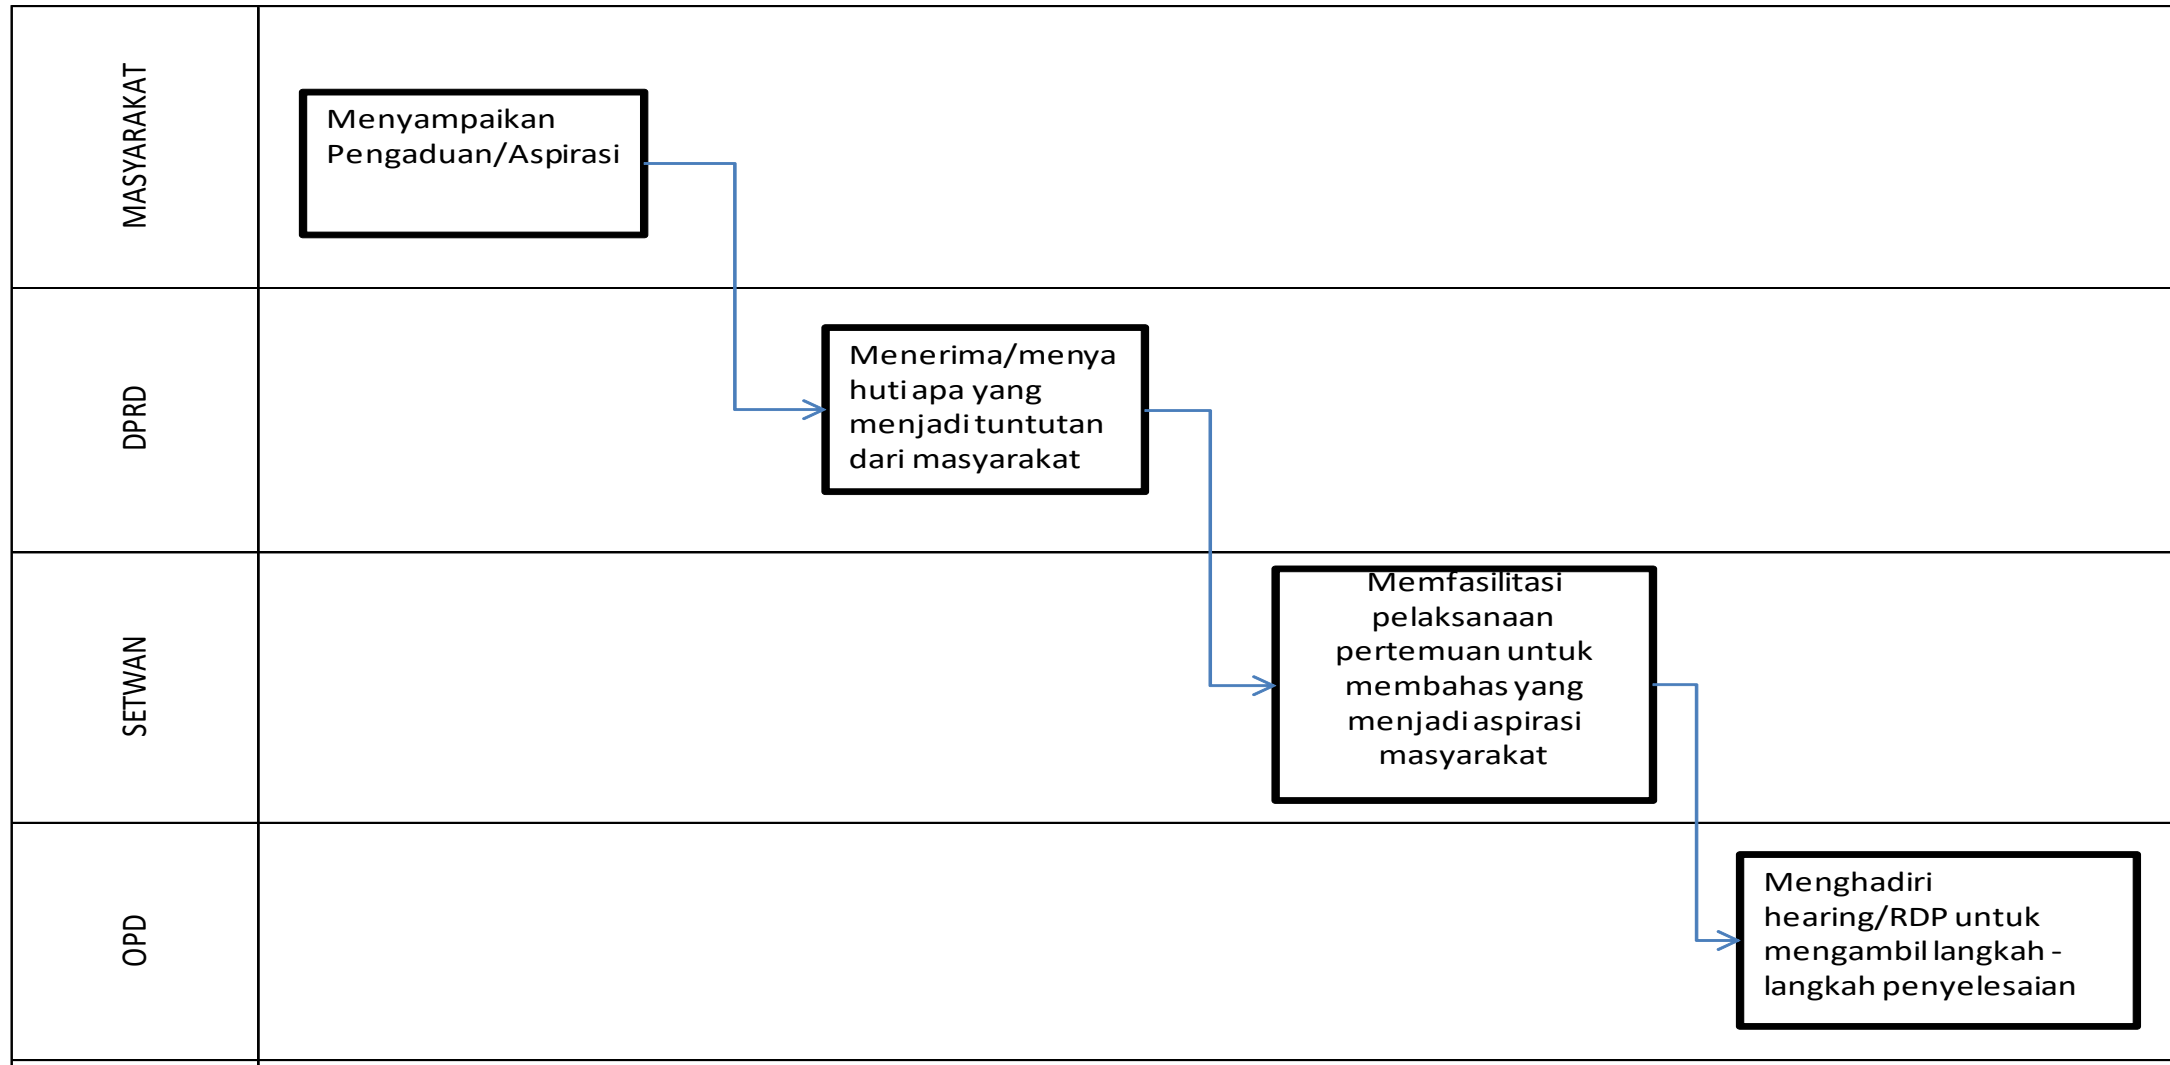 MASYARAKAT
Menyampaikan
Pengaduan/Aspirasi
DPRD
Menerima/menya
huti apa yang
menjadi tuntutan
dari masyarakat
SETWAN
Memfasilitasi
pelaksanaan
pertemuan untuk
membahas yang
menjadi aspirasi
masyarakat
OPD
Menghadiri
hearing/RDP untuk
mengambil langkah -
langkah penyelesaian